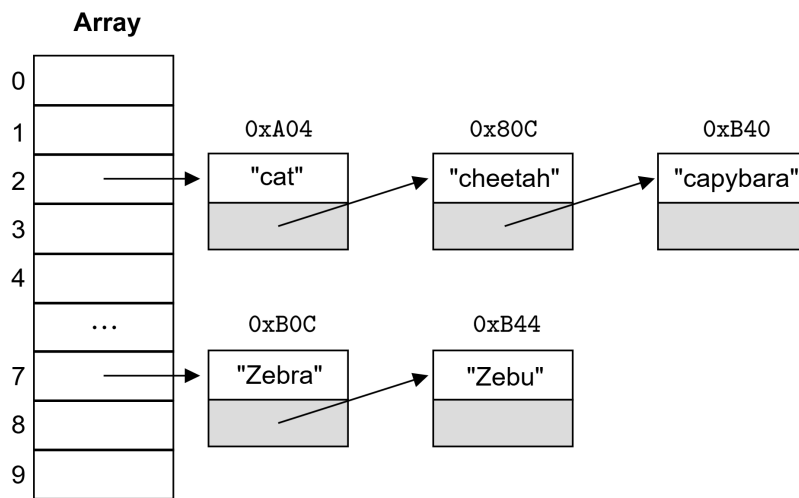 Array
0
1
0xA04 0x80C 0xB40
2 "cat" "cheetah" "capybara"
3
4
...
0xB0C 0xB44
7 "Zebra" "Zebu"
8
9